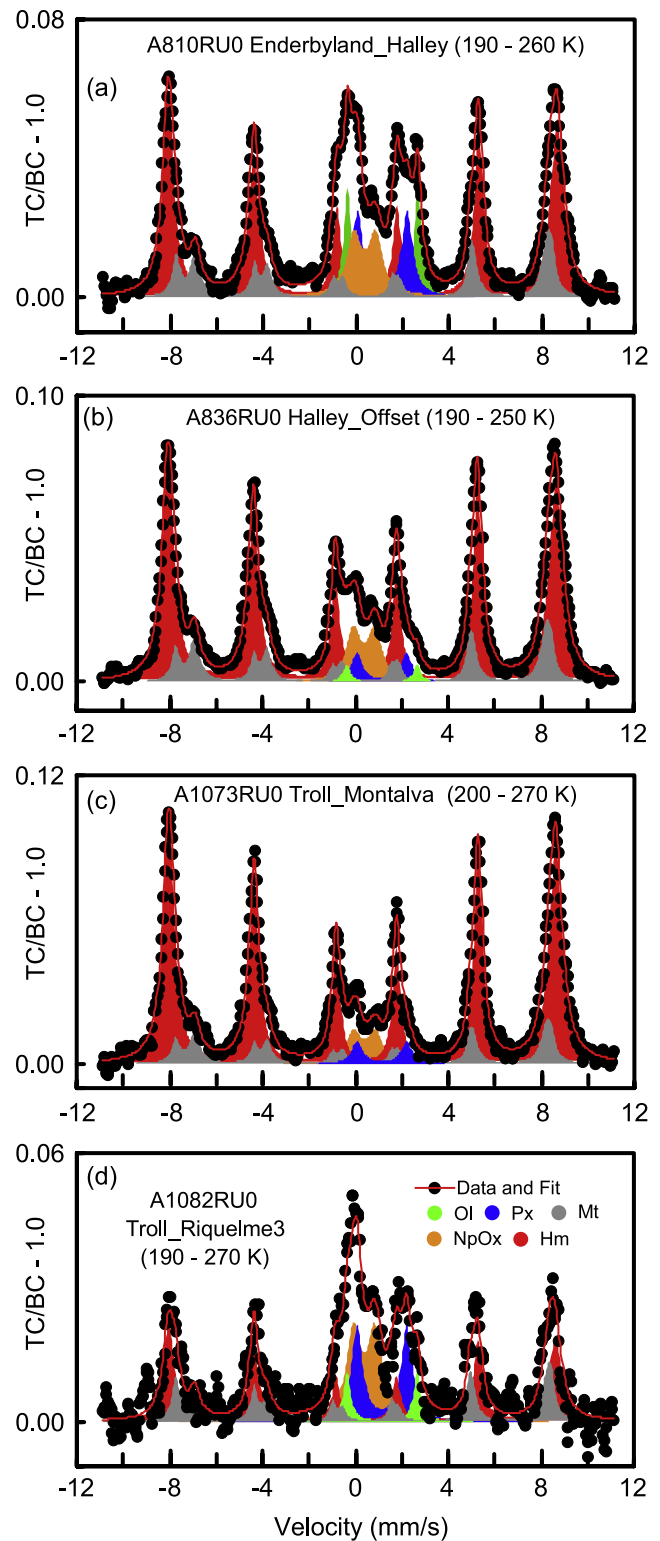 0.08
A810RU0 Enderbyland_Halley (190 - 260 K)
(a)
TC/BC - 1.0
0.00
-12 -8 -4 0 4 8 12
0.10
A836RU0 Halley_Offset (190 - 250 K)
(b)
TC/BC - 1.0
0.00
-12 -8 -4 0 4 8 12
0.12
A1073RU0 Troll_Montalva (200 - 270 K)
(c)
TC/BC - 1.0
0.00
-12 -8 -4 0 4 8 12
0.06
(d)
A1082RU0
Troll_Riquelme3
(190 - 270 K)
Data and Fit
Ol Px Mt
NpOx Hm
TC/BC - 1.0
0.00
-12 -8 -4 0 4 8 12
Velocity (mm/s)